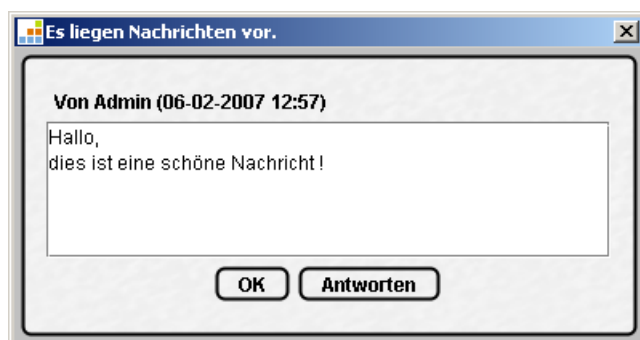 Es liegen Nachrichten vor.
Von Admin (06-02-2007 12:57)
Hallo,
dies ist eine schöne Nachricht !
OK Antworten